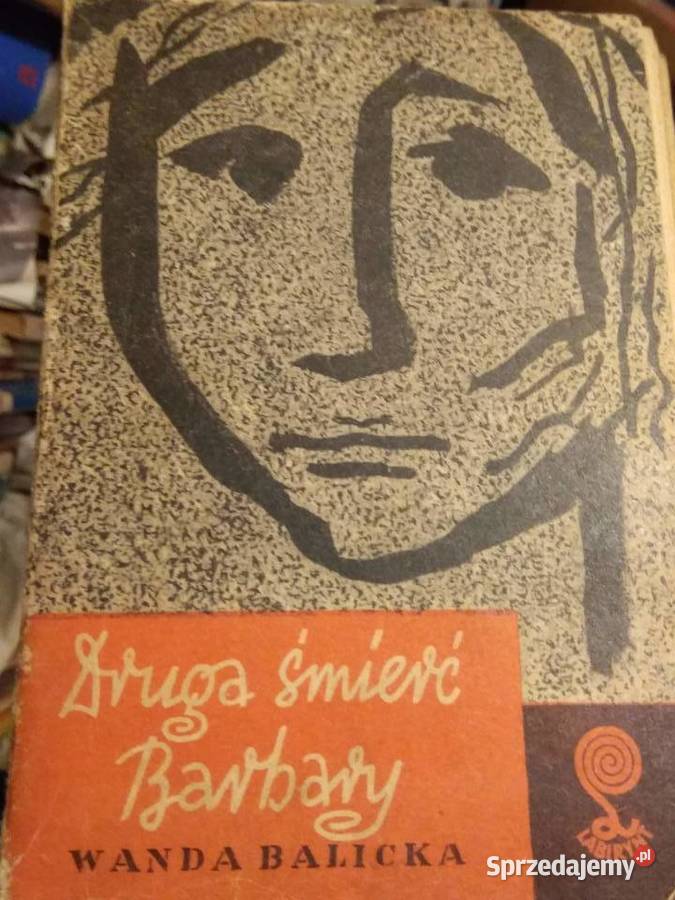 Druga śmierć
Barbary
WANDA BALICKA
LABIRYNT
Sprzedajemy.pl